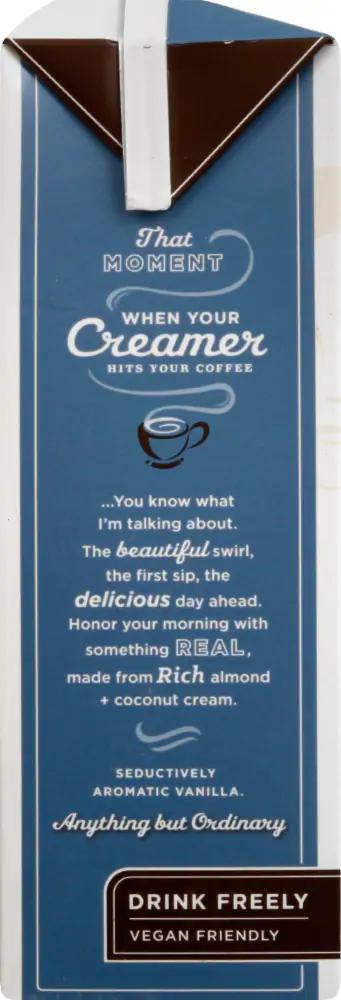 That
MOMENT
WHEN YOUR
Creamer
HITS YOUR COFFEE
...You know what
I'm talking about.
The beautiful swirl,
the first sip, the
delicious day ahead.
Honor your morning with
something REAL,
made from Rich almond
+ coconut cream.
SEDUCTIVELY
AROMATIC VANILLA.
Anything but Ordinary
DRINK FREELY
VEGAN FRIENDLY